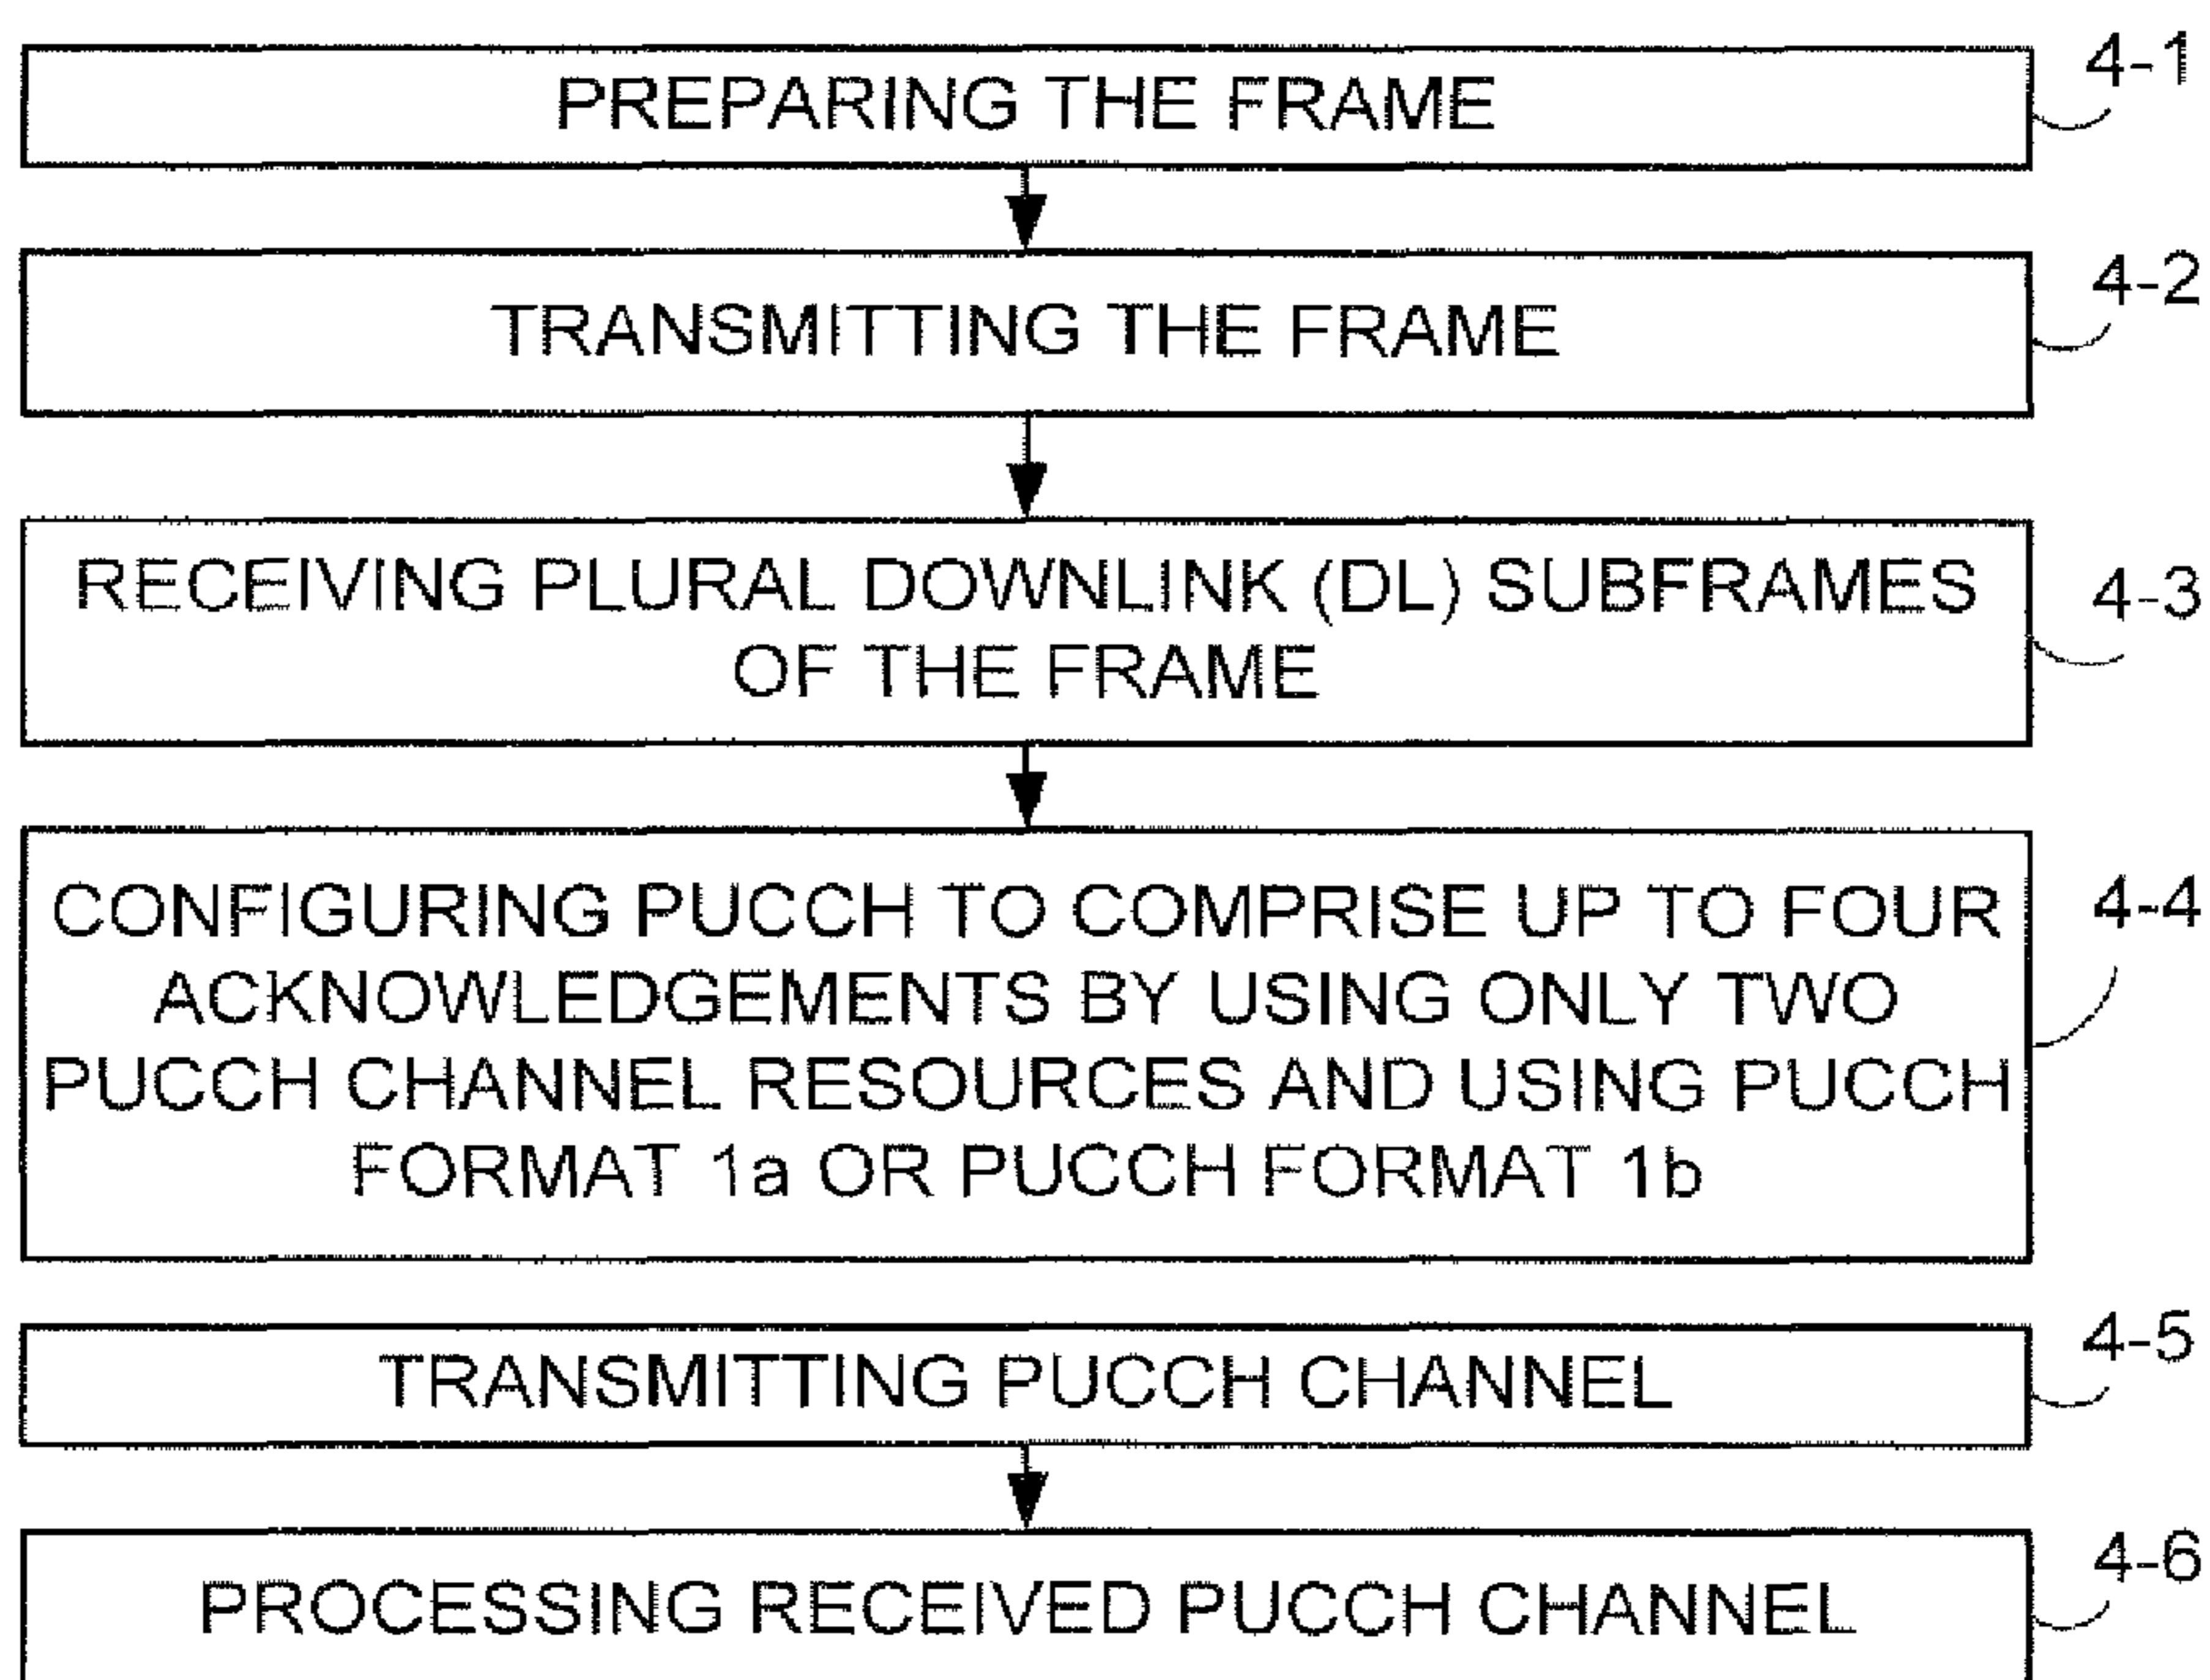 4-1
PREPARING THE FRAME
4-2
TRANSMITTING THE FRAME
RECEIVING PLURAL DOWNLINK (DL) SUBFRAMES
4-3
OF THE FRAME
CONFIGURING PUCCH TO COMPRISE UP TO FOUR
4-4
ACKNOWLEDGEMENTS BY USING ONLY TWO
PUCCH CHANNEL RESOURCES AND USING PUCCH
FORMAT 1a OR PUCCH FORMAT 1b
4-5
TRANSMITTING PUCCH CHANNEL
4-6
PROCESSING RECEIVED PUCCH CHANNEL